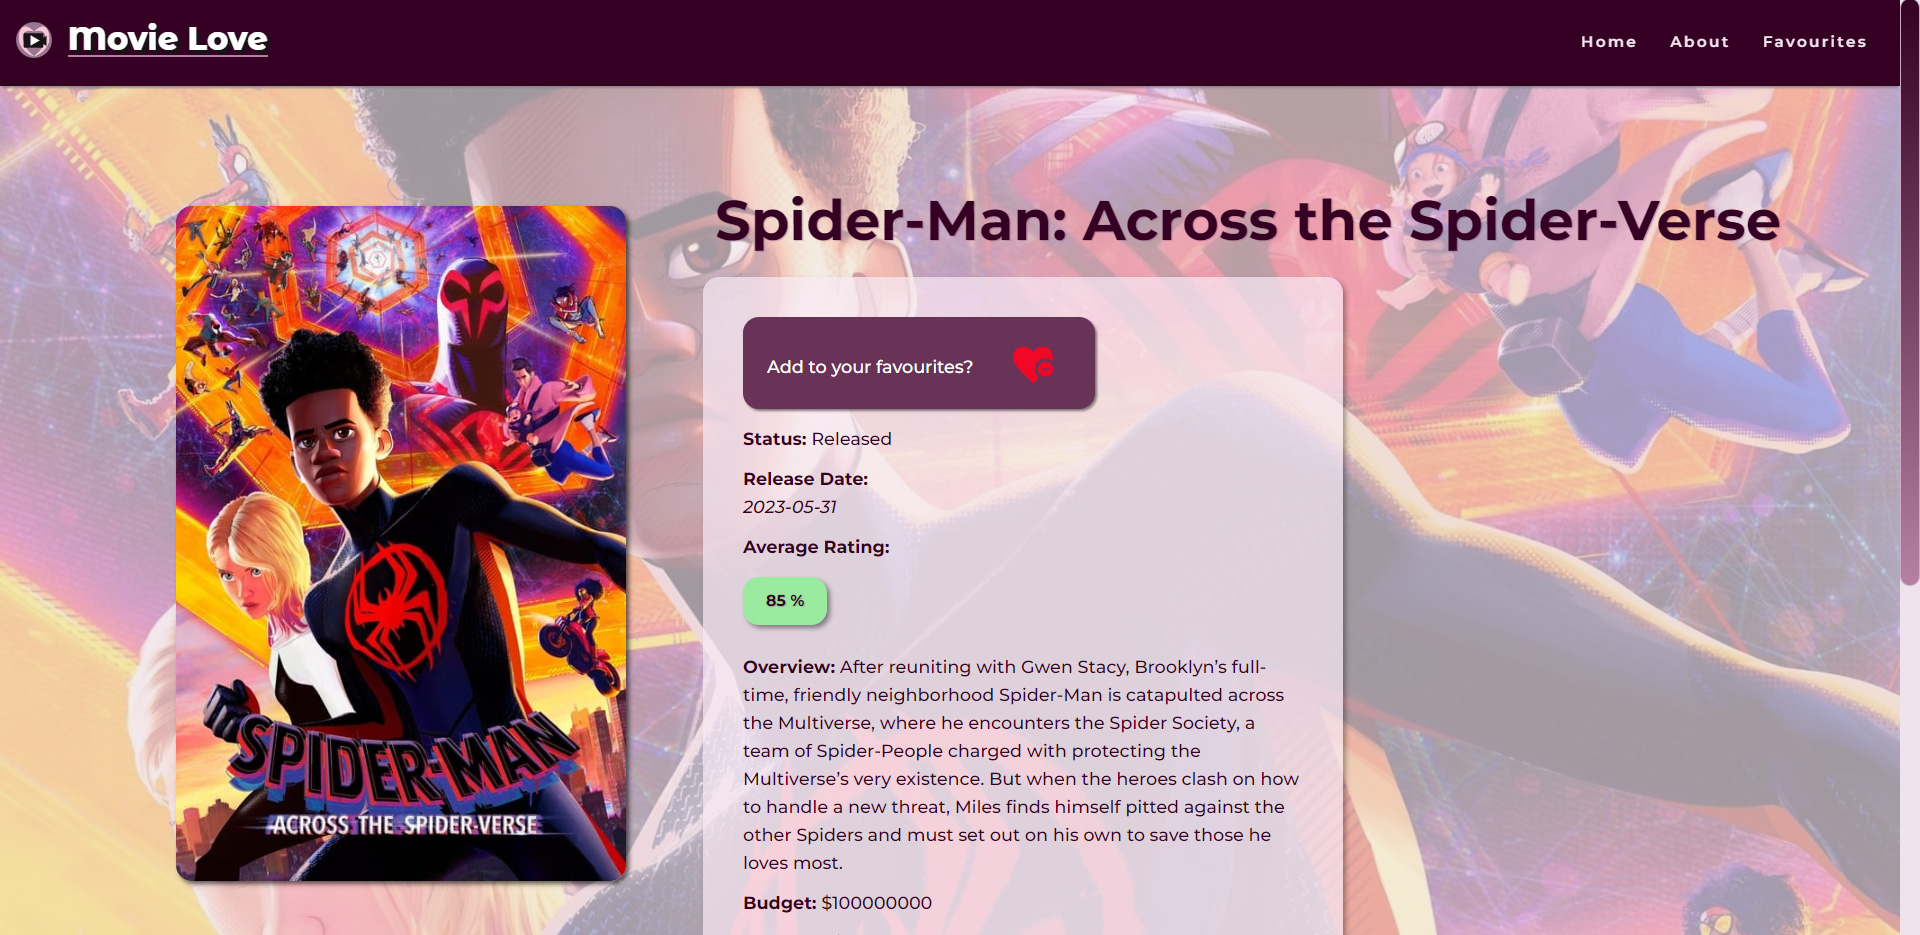 Movie Love
Home
About
Favourites
Spider-Man: Across the Spider-Verse
Add to your favourites?
Status: Released
Release Date:
2023-05-31
Average Rating:
85 %
Overview: After reuniting with Gwen Stacy, Brooklyn’s full-
time, friendly neighborhood Spider-Man is catapulted across
the Multiverse, where he encounters the Spider Society, a
team of Spider-People charged with protecting the
Multiverse’s very existence. But when the heroes clash on how
to handle a new threat, Miles finds himself pitted against the
other Spiders and must set out on his own to save those he
loves most.
Budget: $100000000
SPIDER-MAN
ACROSS THE SPIDER-VERSE